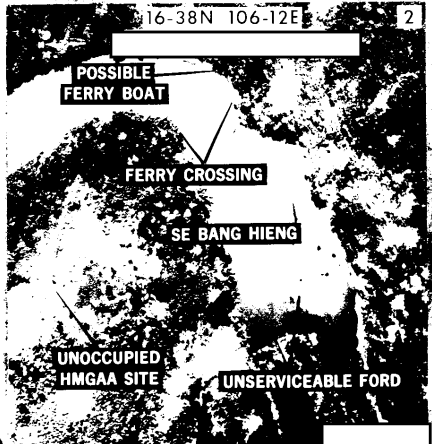 16-38N 106-12E 2
POSSIBLE
FERRY BOAT
FERRY CROSSING
SE BANG HIENG
UNOCCUPIED
HMGAA SITE
UNSERVICEABLE FORD